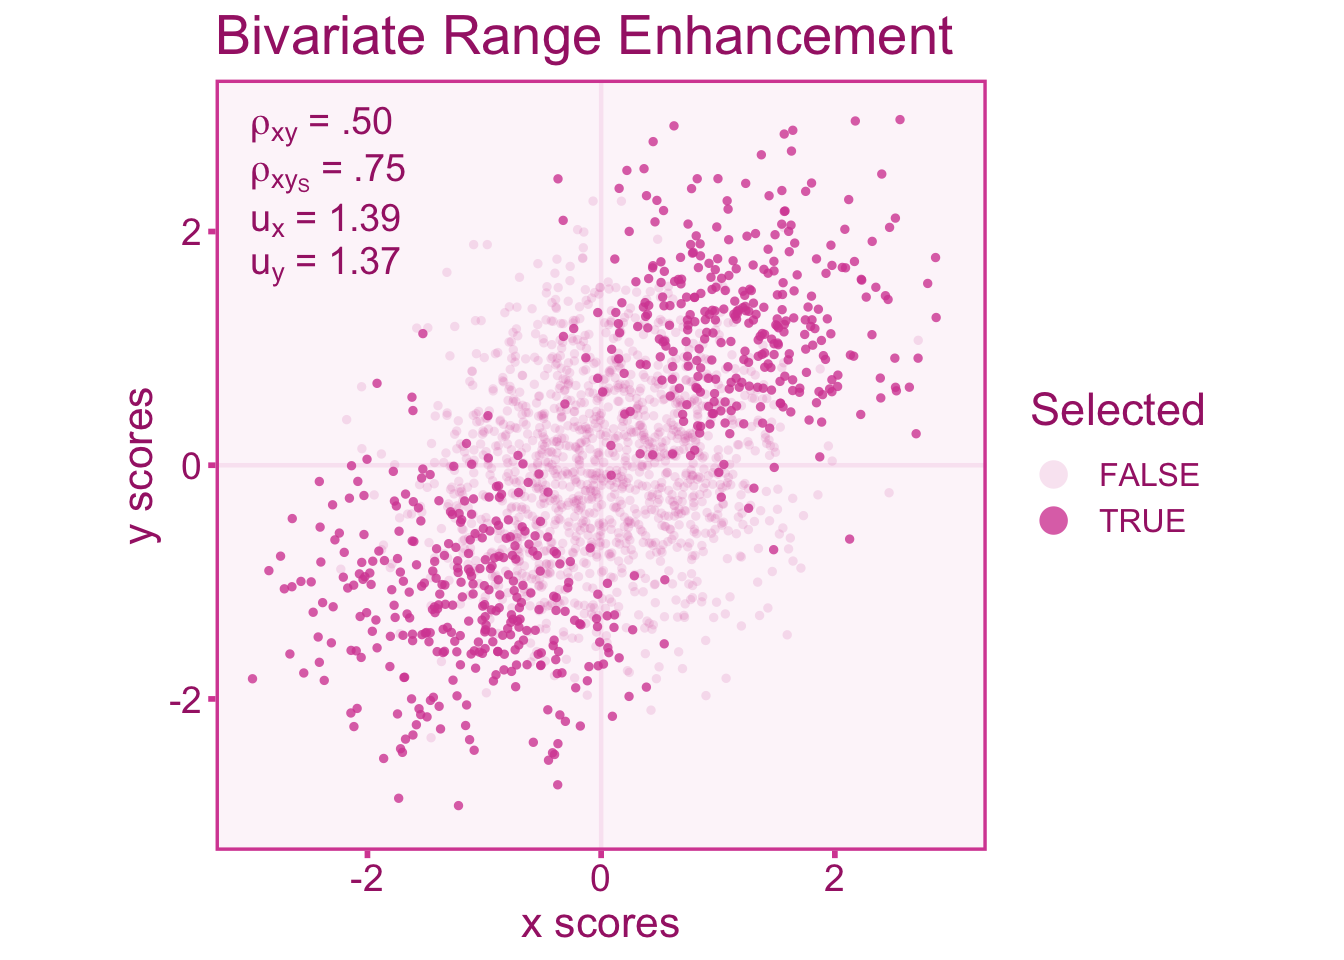 Bivariate Range Enhancement
ρxy = .50
ρxyS = .75
ux = 1.39
uy = 1.37
2
0
-2
y scores
-2
0
2
x scores
Selected
FALSE
TRUE